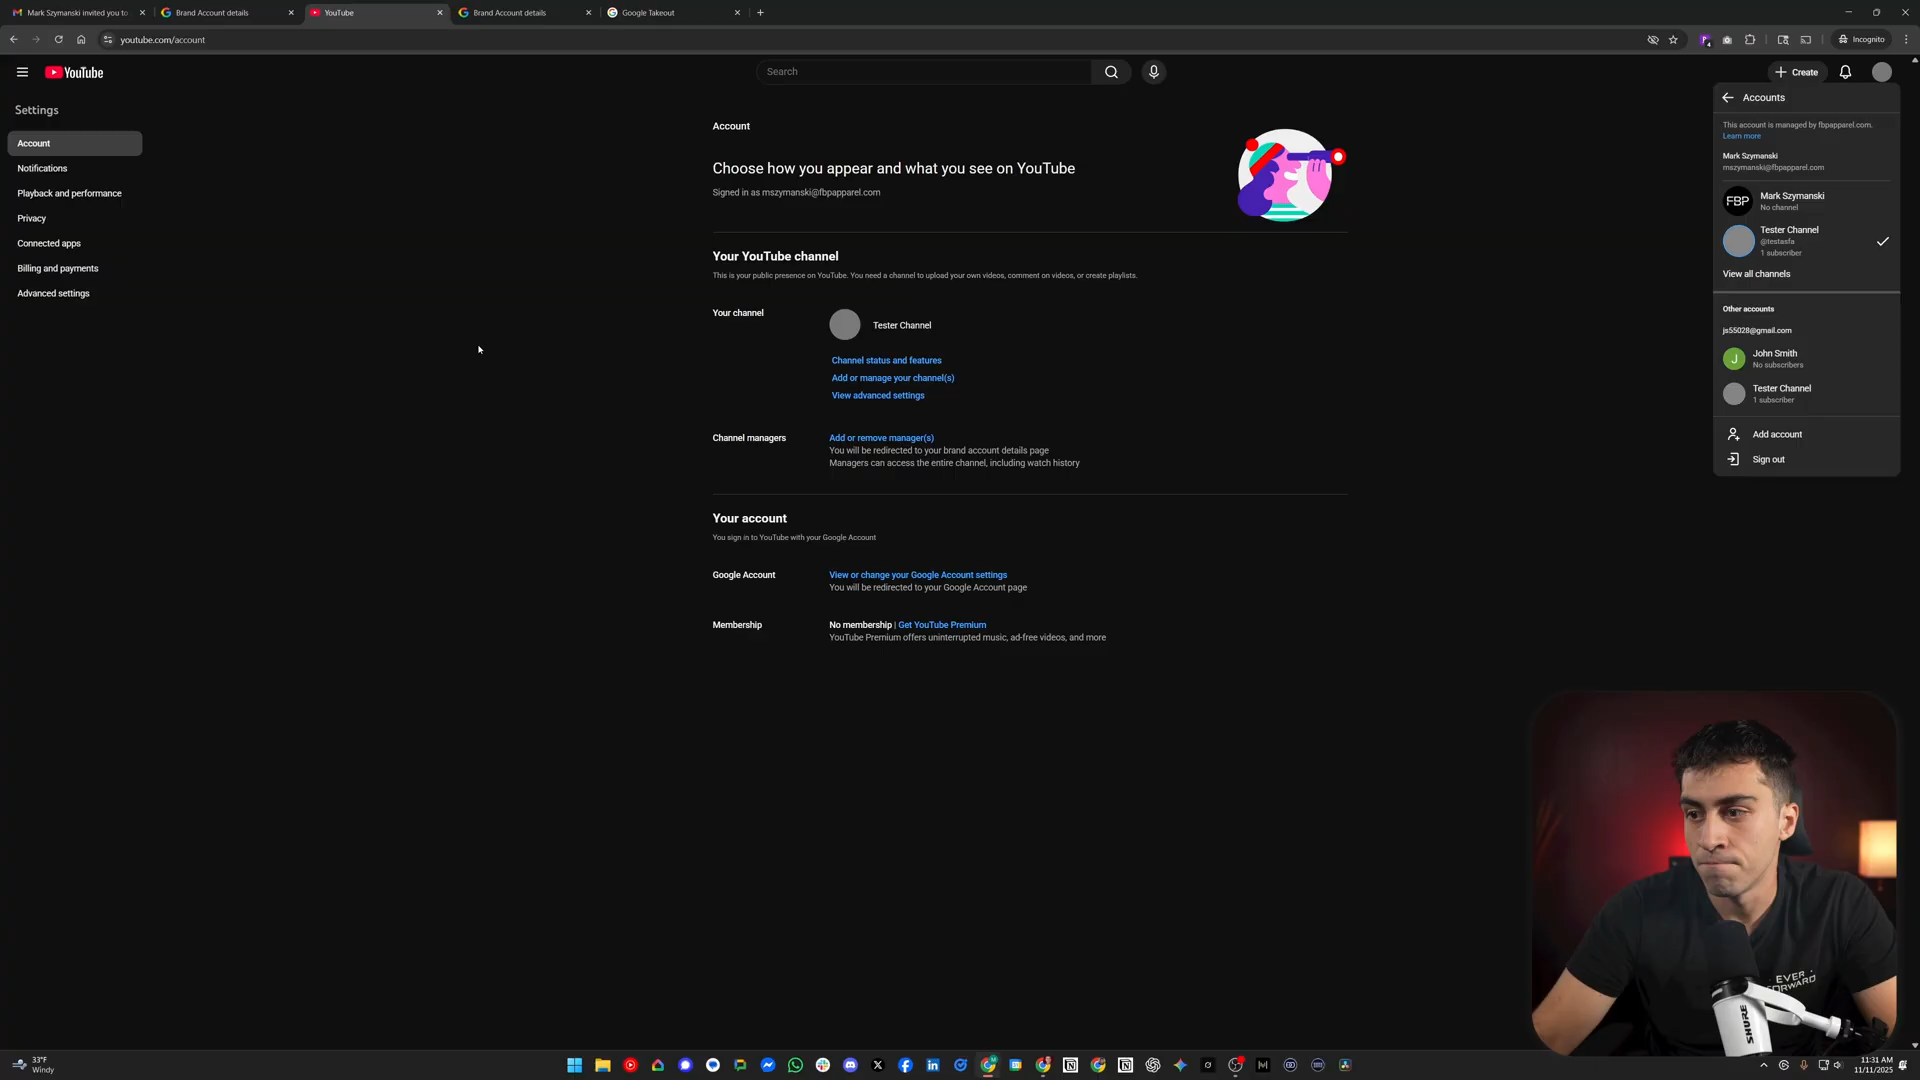 Mark Szymanski invited you to
Brand Account details
YouTube
Brand Account details
Google Takeout
youtube.com/account
Incognito
YouTube
Search
Create
Settings
Account
Notifications
Playback and performance
Privacy
Connected apps
Billing and payments
Advanced settings
Account
Choose how you appear and what you see on YouTube
Signed in as mszymanski@fbpapparel.com
Your YouTube channel
This is your public presence on YouTube. You need a channel to upload your own videos, comment on videos, or create playlists.
Your channel
Tester Channel
Channel status and features
Add or manage your channel(s)
View advanced settings
Channel managers
Add or remove manager(s)
You will be redirected to your brand account details page
Managers can access the entire channel, including watch history
Your account
You sign in to YouTube with your Google Account
Google Account
View or change your Google Account settings
You will be redirected to your Google Account page
Membership
No membership | Get YouTube Premium
YouTube Premium offers uninterrupted music, ad-free videos, and more
Accounts
This account is managed by fbpapparel.com.
Learn more
Mark Szymanski
mszymanski@fbpapparel.com
FBP
Mark Szymanski
No channel
Tester Channel
@testasfa
1 subscriber
View all channels
Other accounts
js55028@gmail.com
J
John Smith
No subscribers
Tester Channel
1 subscriber
Add account
Sign out
EVER
FORWARD
SHURE
33°F
Windy
11:31 AM
11/11/2025